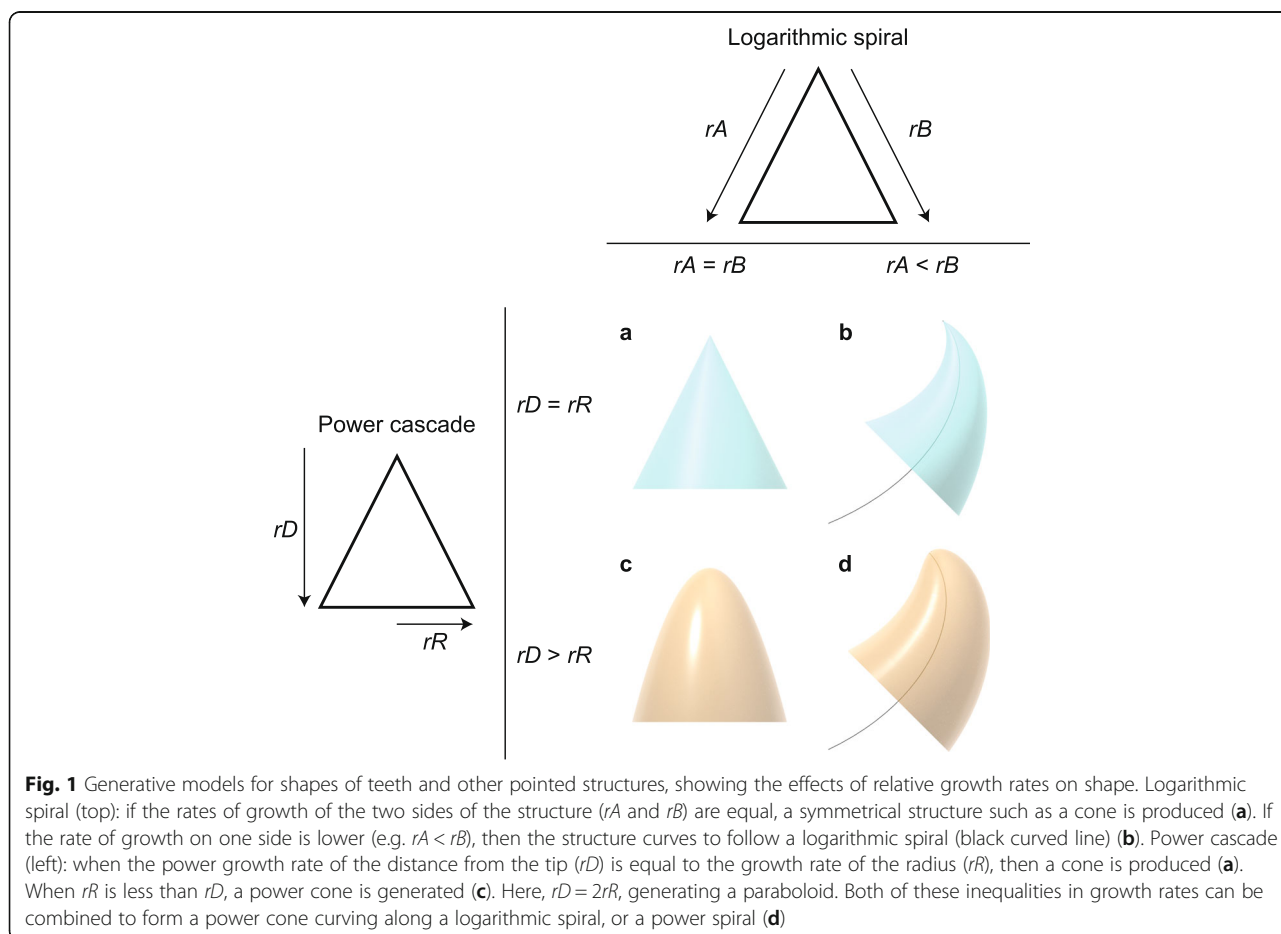 Logarithmic spiral
rA
rB
rA = rB
rA < rB
a
b
rD = rR
Power cascade
rD
rR
c
d
rD > rR
Fig. 1 Generative models for shapes of teeth and other pointed structures, showing the effects of relative growth rates on shape. Logarithmic
spiral (top): if the rates of growth of the two sides of the structure (rA and rB) are equal, a symmetrical structure such as a cone is produced (a). If
the rate of growth on one side is lower (e.g. rA < rB), then the structure curves to follow a logarithmic spiral (black curved line) (b). Power cascade
(left): when the power growth rate of the distance from the tip (rD) is equal to the growth rate of the radius (rR), then a cone is produced (a).
When rR is less than rD, a power cone is generated (c). Here, rD = 2rR, generating a paraboloid. Both of these inequalities in growth rates can be
combined to form a power cone curving along a logarithmic spiral, or a power spiral (d)